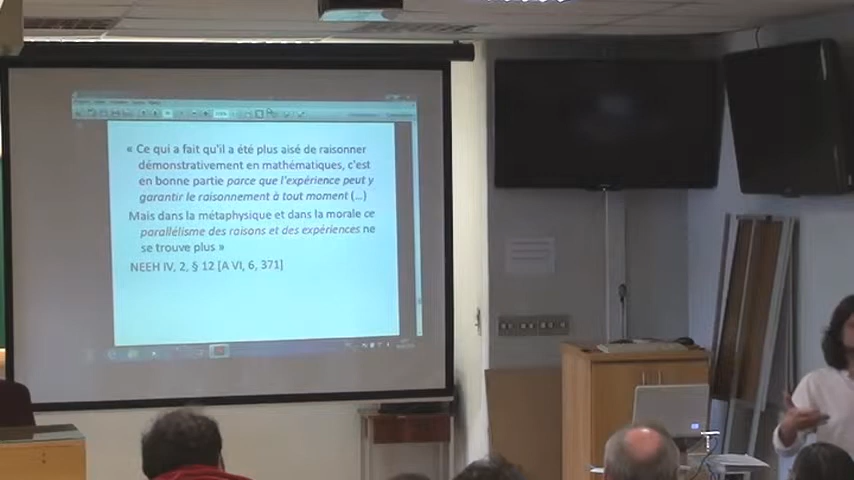 « Ce qui a fait qu'il a été plus aisé de raisonner
démonstrativement en mathématiques, c'est
en bonne partie parce que l'expérience peut y
garantir le raisonnement à tout moment (...)
Mais dans la métaphysique et dans la morale ce
parallélisme des raisons et des expériences ne
se trouve plus »
NEEH IV, 2, § 12 [A VI, 6, 371]